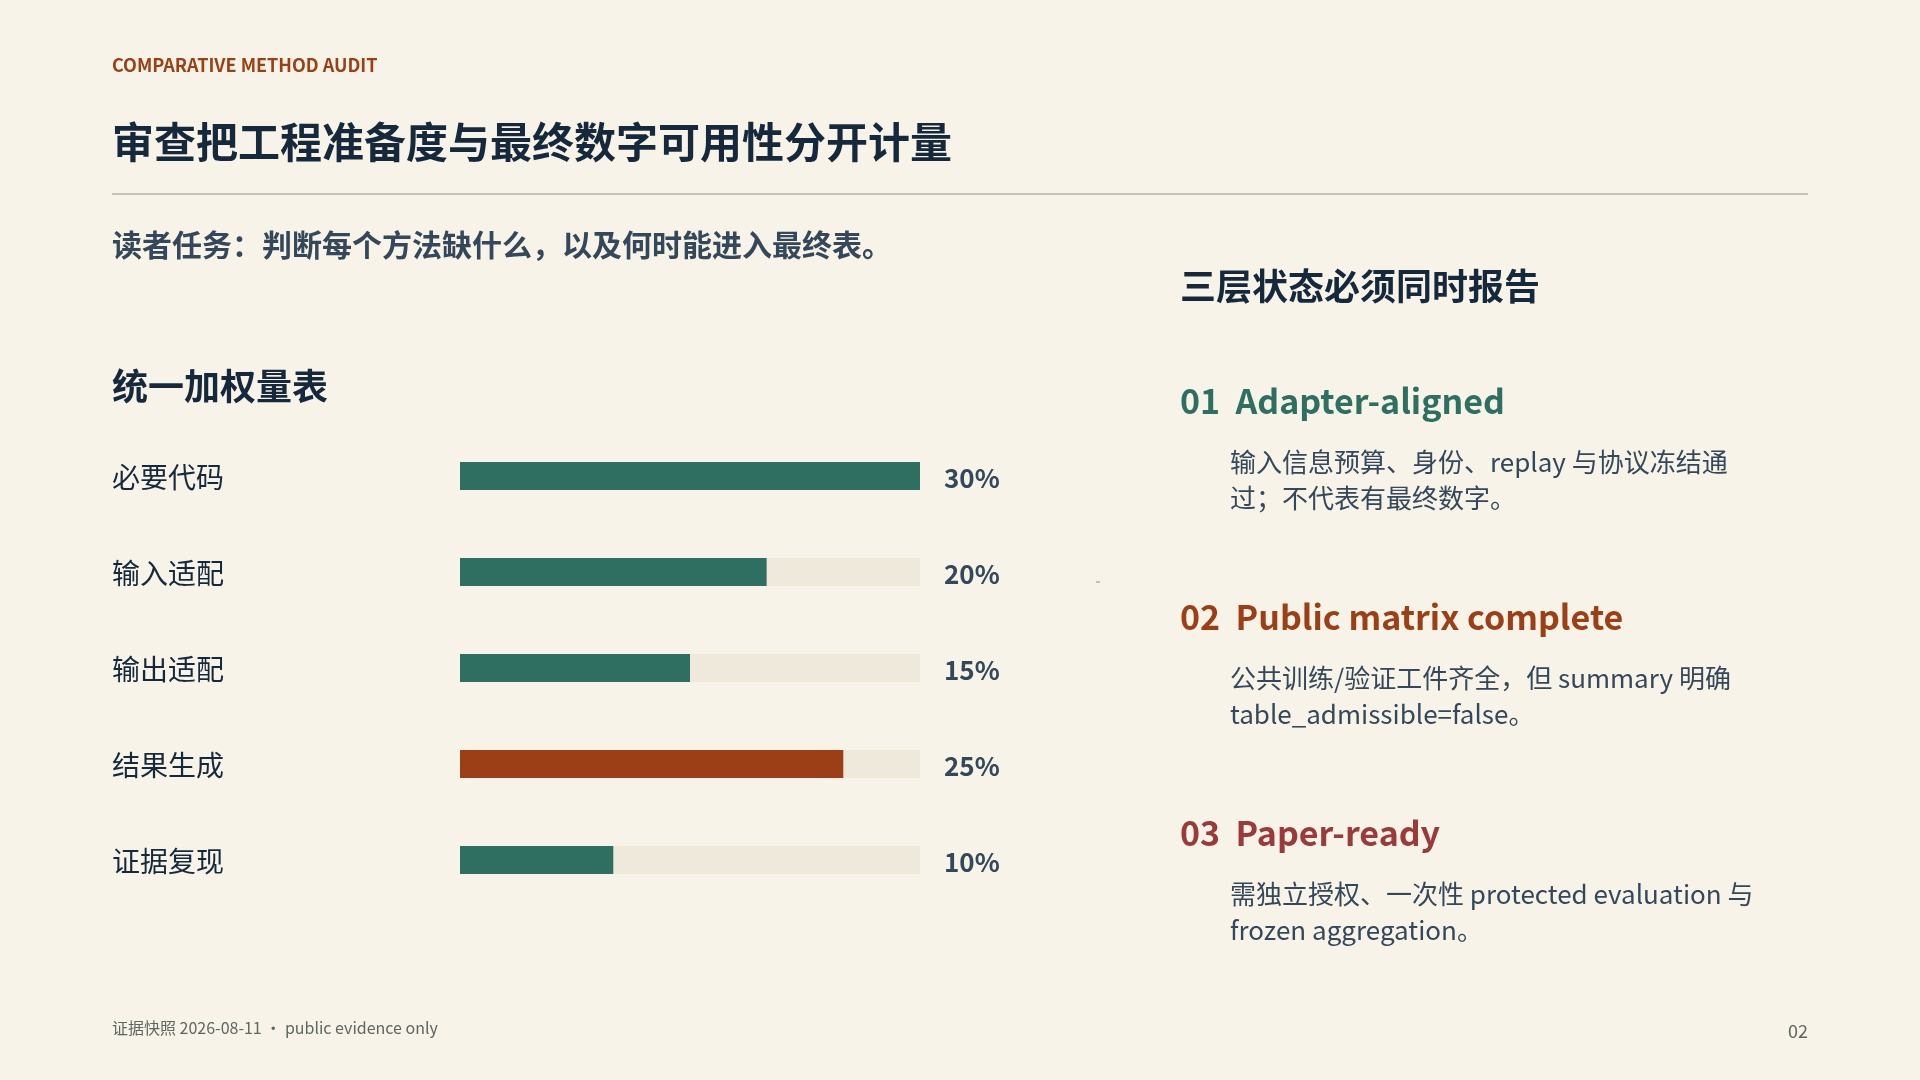 COMPARATIVE METHOD AUDIT
审查把工程准备度与最终数字可用性分开计量
读者任务：判断每个方法缺什么，以及何时能进入最终表。
统一加权量表
必要代码 30%
输入适配 20%
输出适配 15%
结果生成 25%
证据复现 10%
三层状态必须同时报告
01 Adapter-aligned
输入信息预算、身份、replay 与协议冻结通
过；不代表有最终数字。
02 Public matrix complete
公共训练/验证工件齐全，但 summary 明确
table_admissible=false。
03 Paper-ready
需独立授权、一次性 protected evaluation 与
frozen aggregation。
证据快照 2026-08-11 · public evidence only
02